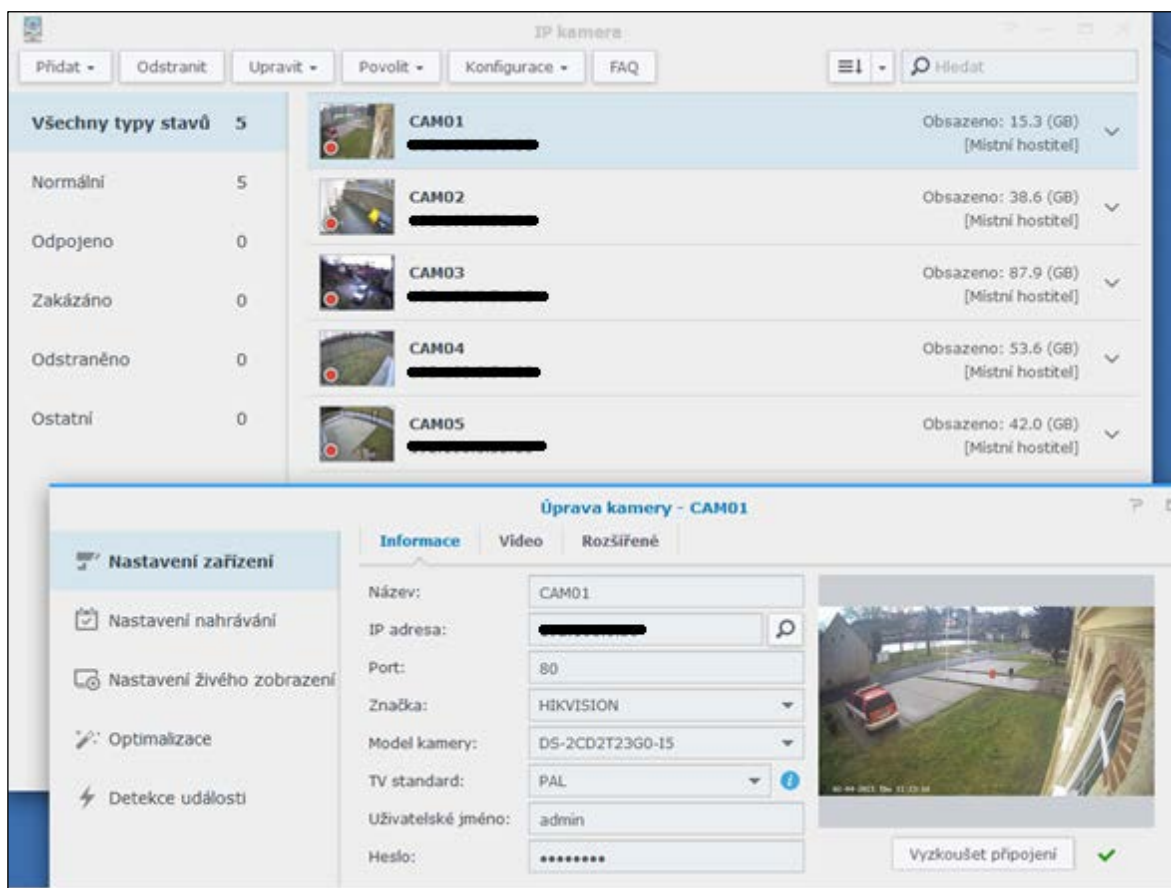 IP kamera
Přidat Odstranit Upravit Povolit Konfigurace FAQ Hledat
Všechny typy stavů 5
Normální 5
Odpojeno 0
Zakázáno 0
Odstraněno 0
Ostatní 0
CAM01 Obsazeno: 15.3 (GB)
[Místní hostitel]
CAM02 Obsazeno: 38.6 (GB)
[Místní hostitel]
CAM03 Obsazeno: 87.9 (GB)
[Místní hostitel]
CAM04 Obsazeno: 53.6 (GB)
[Místní hostitel]
CAM05 Obsazeno: 42.0 (GB)
[Místní hostitel]
Úprava kamery - CAM01
Nastavení zařízení
Nastavení nahrávání
Nastavení živého zobrazení
Optimalizace
Detekce událostí
Informace Video Rozšířené
Název: CAM01
IP adresa:
Port: 80
Značka: HIKVISION
Model kamery: DS-2CD2T23G0-I5
TV standard: PAL
Uživatelské jméno: admin
Heslo: ••••••••
Vyzkoušet připojení